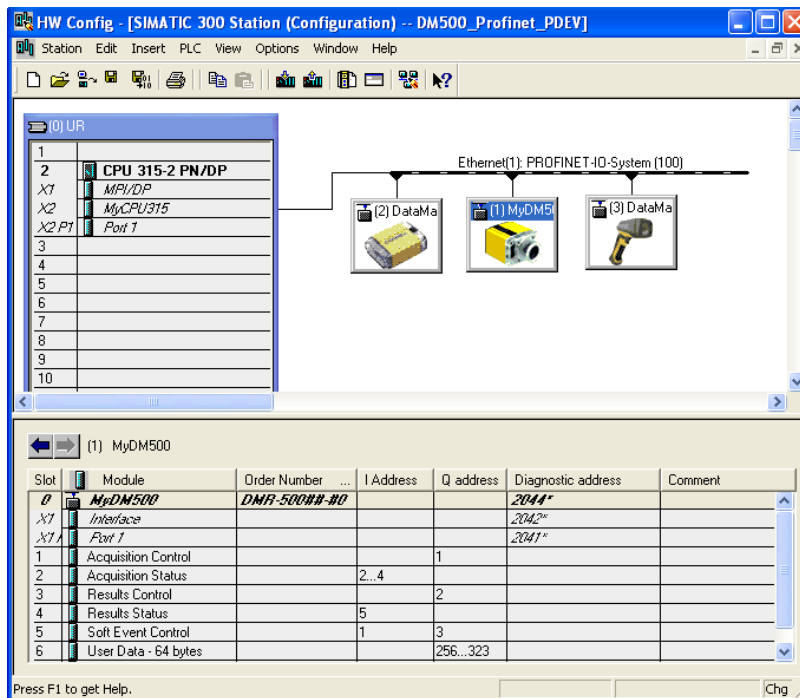 HW Config - [SIMATIC 300 Station (Configuration) -- DM500_Profinet_PDEV]
Station Edit Insert PLC View Options Window Help
(0) UR
1
2 CPU 315-2 PN/DP
X1 MPI/DP
X2 MyCPU315
X2 P1 Port 1
3
4
5
6
7
8
9
10
Ethernet(1): PROFINET-IO-System (100)
(2) DataMa
(1) MyDM5
(3) DataMa
(1) MyDM500
Slot Module Order Number ... I Address Q address Diagnostic address Comment
0 MyDM500 DMR-500##-#0 2044*
X1 Interface 2042*
X1 Port 1 2041*
1 Acquisition Control 1
2 Acquisition Status 2...4
3 Results Control 2
4 Results Status 5
5 Soft Event Control 1 3
6 User Data - 64 bytes 256...323
Press F1 to get Help.
Chg